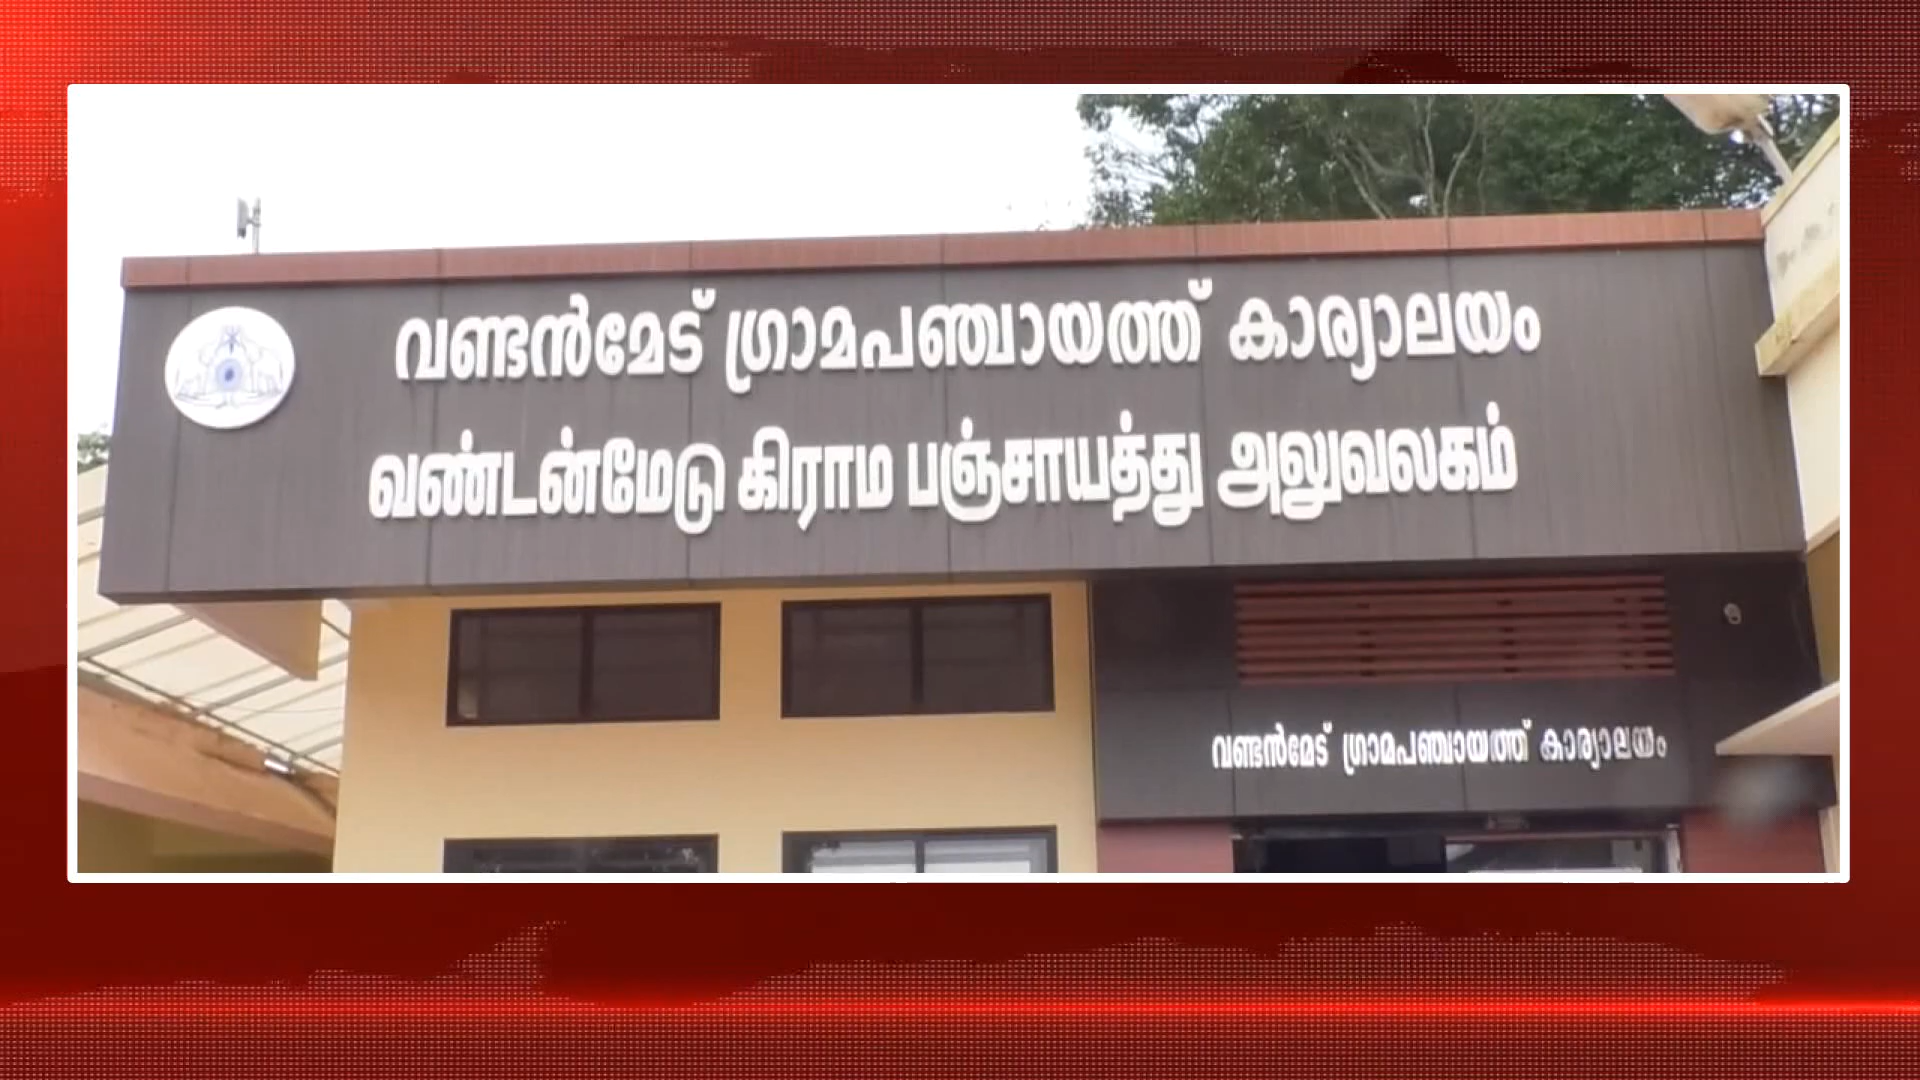 വണ്ടൻമേട് ഗ്രാമപഞ്ചായത്ത് കാര്യാലയം
வண்டன்மேடு கிராம பஞ்சாயத்து அலுவலகம்
വണ്ടൻമേട് ഗ്രാമപഞ്ചായത്ത് കാര്യാലയം